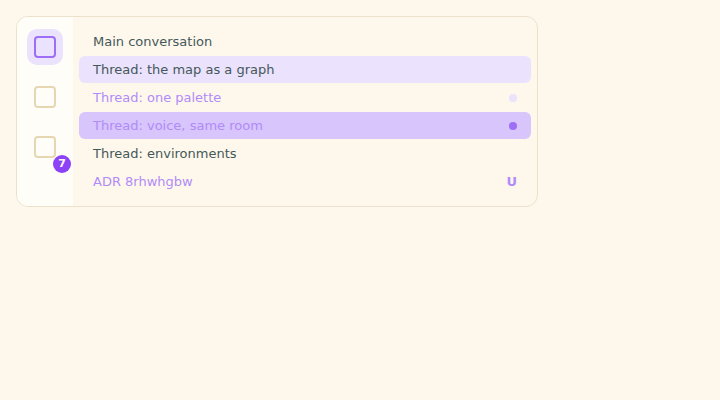 Main conversation
Thread: the map as a graph
Thread: one palette
Thread: voice, same room
Thread: environments
7
ADR 8rhwhgbw U